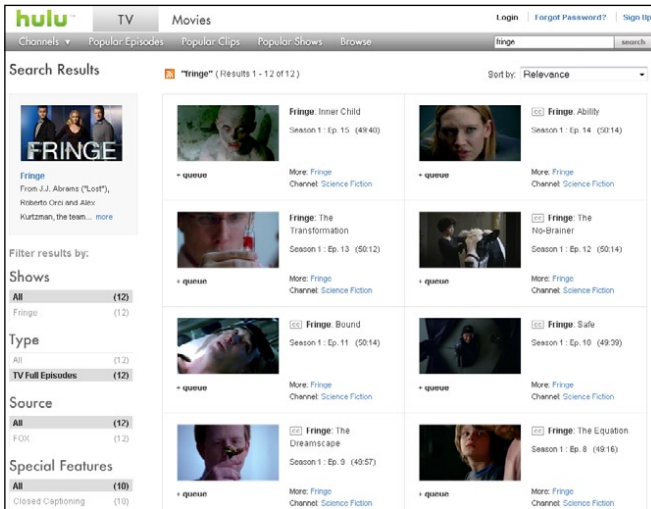 hulu™
TV
Movies
Login
Forgot Password?
Sign Up
Channels ▾
Popular Episodes
Popular Clips
Popular Shows
Browse
fringe
search
Search Results
"fringe" (Results 1 - 12 of 12)
Sort by: Relevance
FRINGE
Fringe
From J.J. Abrams ("Lost"),
Roberto Orci and Alex
Kurtzman, the team... more
Filter results by:
Shows
All (12)
Fringe (12)
Type
All (12)
TV Full Episodes (12)
Source
All (12)
FOX (12)
Special Features
All (10)
Closed Captioning (10)
Fringe: Inner Child
Season 1 : Ep. 15 (49:40)
+ queue
More: Fringe
Channel: Science Fiction
cc Fringe: Ability
Season 1 : Ep. 14 (50:14)
+ queue
More: Fringe
Channel: Science Fiction
Fringe: The
Transformation
Season 1 : Ep. 13 (50:12)
+ queue
More: Fringe
Channel: Science Fiction
cc Fringe: The
No-Brainer
Season 1 : Ep. 12 (50:14)
+ queue
More: Fringe
Channel: Science Fiction
cc Fringe: Bound
Season 1 : Ep. 11 (50:14)
+ queue
More: Fringe
Channel: Science Fiction
cc Fringe: Safe
Season 1 : Ep. 10 (49:39)
+ queue
More: Fringe
Channel: Science Fiction
cc Fringe: The
Dreamscape
Season 1 : Ep. 9 (49:57)
+ queue
More: Fringe
Channel: Science Fiction
cc Fringe: The Equation
Season 1 : Ep. 8 (49:16)
+ queue
More: Fringe
Channel: Science Fiction